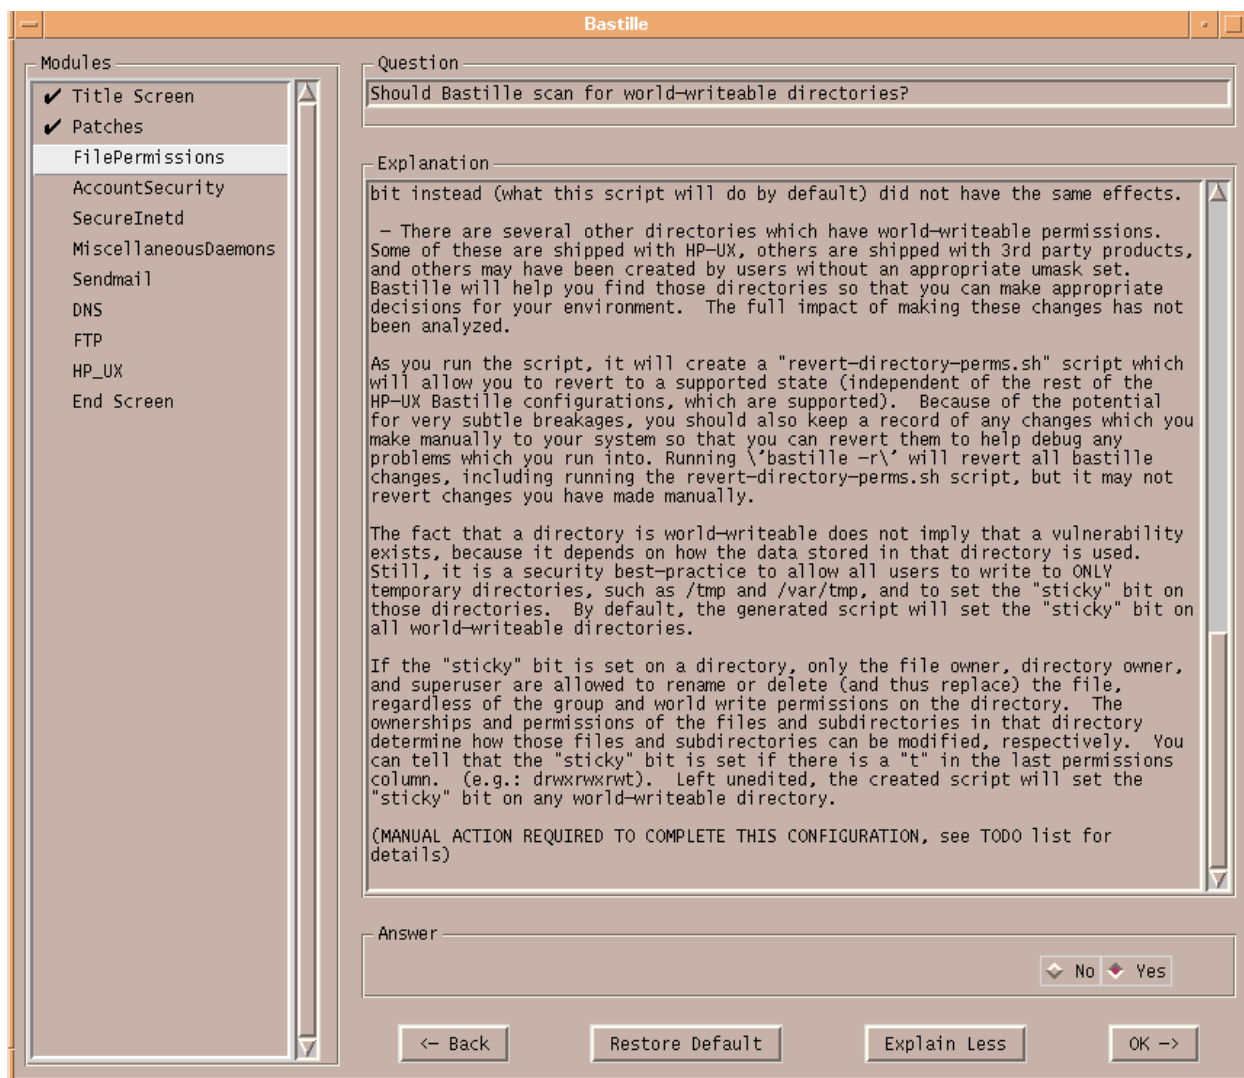 Bastille
Modules
✔ Title Screen
✔ Patches
FilePermissions
AccountSecurity
SecureInetd
MiscellaneousDaemons
Sendmail
DNS
FTP
HP_UX
End Screen
Question
Should Bastille scan for world-writeable directories?
Explanation
bit instead (what this script will do by default) did not have the same effects.
- There are several other directories which have world-writeable permissions.
Some of these are shipped with HP-UX, others are shipped with 3rd party products,
and others may have been created by users without an appropriate umask set.
Bastille will help you find those directories so that you can make appropriate
decisions for your environment.  The full impact of making these changes has not
been analyzed.
As you run the script, it will create a "revert-directory-perms.sh" script which
will allow you to revert to a supported state (independent of the rest of the
HP-UX Bastille configurations, which are supported).  Because of the potential
for very subtle breakages, you should also keep a record of any changes which you
make manually to your system so that you can revert them to help debug any
problems which you run into. Running \'bastille -r\' will revert all bastille
changes, including running the revert-directory-perms.sh script, but it may not
revert changes you have made manually.
The fact that a directory is world-writeable does not imply that a vulnerability
exists, because it depends on how the data stored in that directory is used.
Still, it is a security best-practice to allow all users to write to ONLY
temporary directories, such as /tmp and /var/tmp, and to set the "sticky" bit on
those directories.  By default, the generated script will set the "sticky" bit on
all world-writeable directories.
If the "sticky" bit is set on a directory, only the file owner, directory owner,
and superuser are allowed to rename or delete (and thus replace) the file,
regardless of the group and world write permissions on the directory.  The
ownerships and permissions of the files and subdirectories in that directory
determine how those files and subdirectories can be modified, respectively.  You
can tell that the "sticky" bit is set if there is a "t" in the last permissions
column.  (e.g.: drwxrwxrwt).  Left unedited, the created script will set the
"sticky" bit on any world-writeable directory.
(MANUAL ACTION REQUIRED TO COMPLETE THIS CONFIGURATION, see TODO list for
details)
Answer
No Yes
<- Back Restore Default Explain Less OK ->